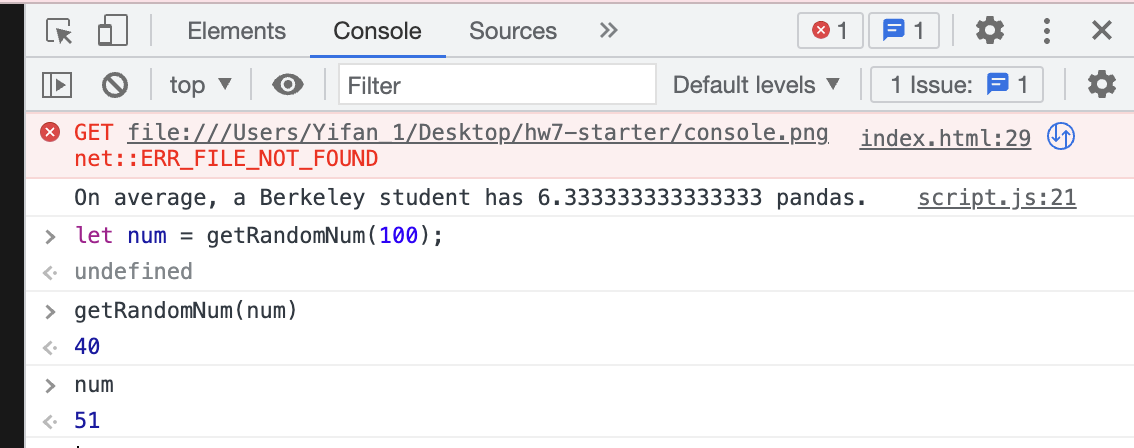 Elements Console Sources » 1 1
top ▼ Filter Default levels ▼ 1 Issue: 1
GET file:///Users/Yifan_1/Desktop/hw7-starter/console.png index.html:29
net::ERR_FILE_NOT_FOUND
On average, a Berkeley student has 6.333333333333333 pandas. script.js:21
> let num = getRandomNum(100);
< undefined
> getRandomNum(num)
< 40
> num
< 51